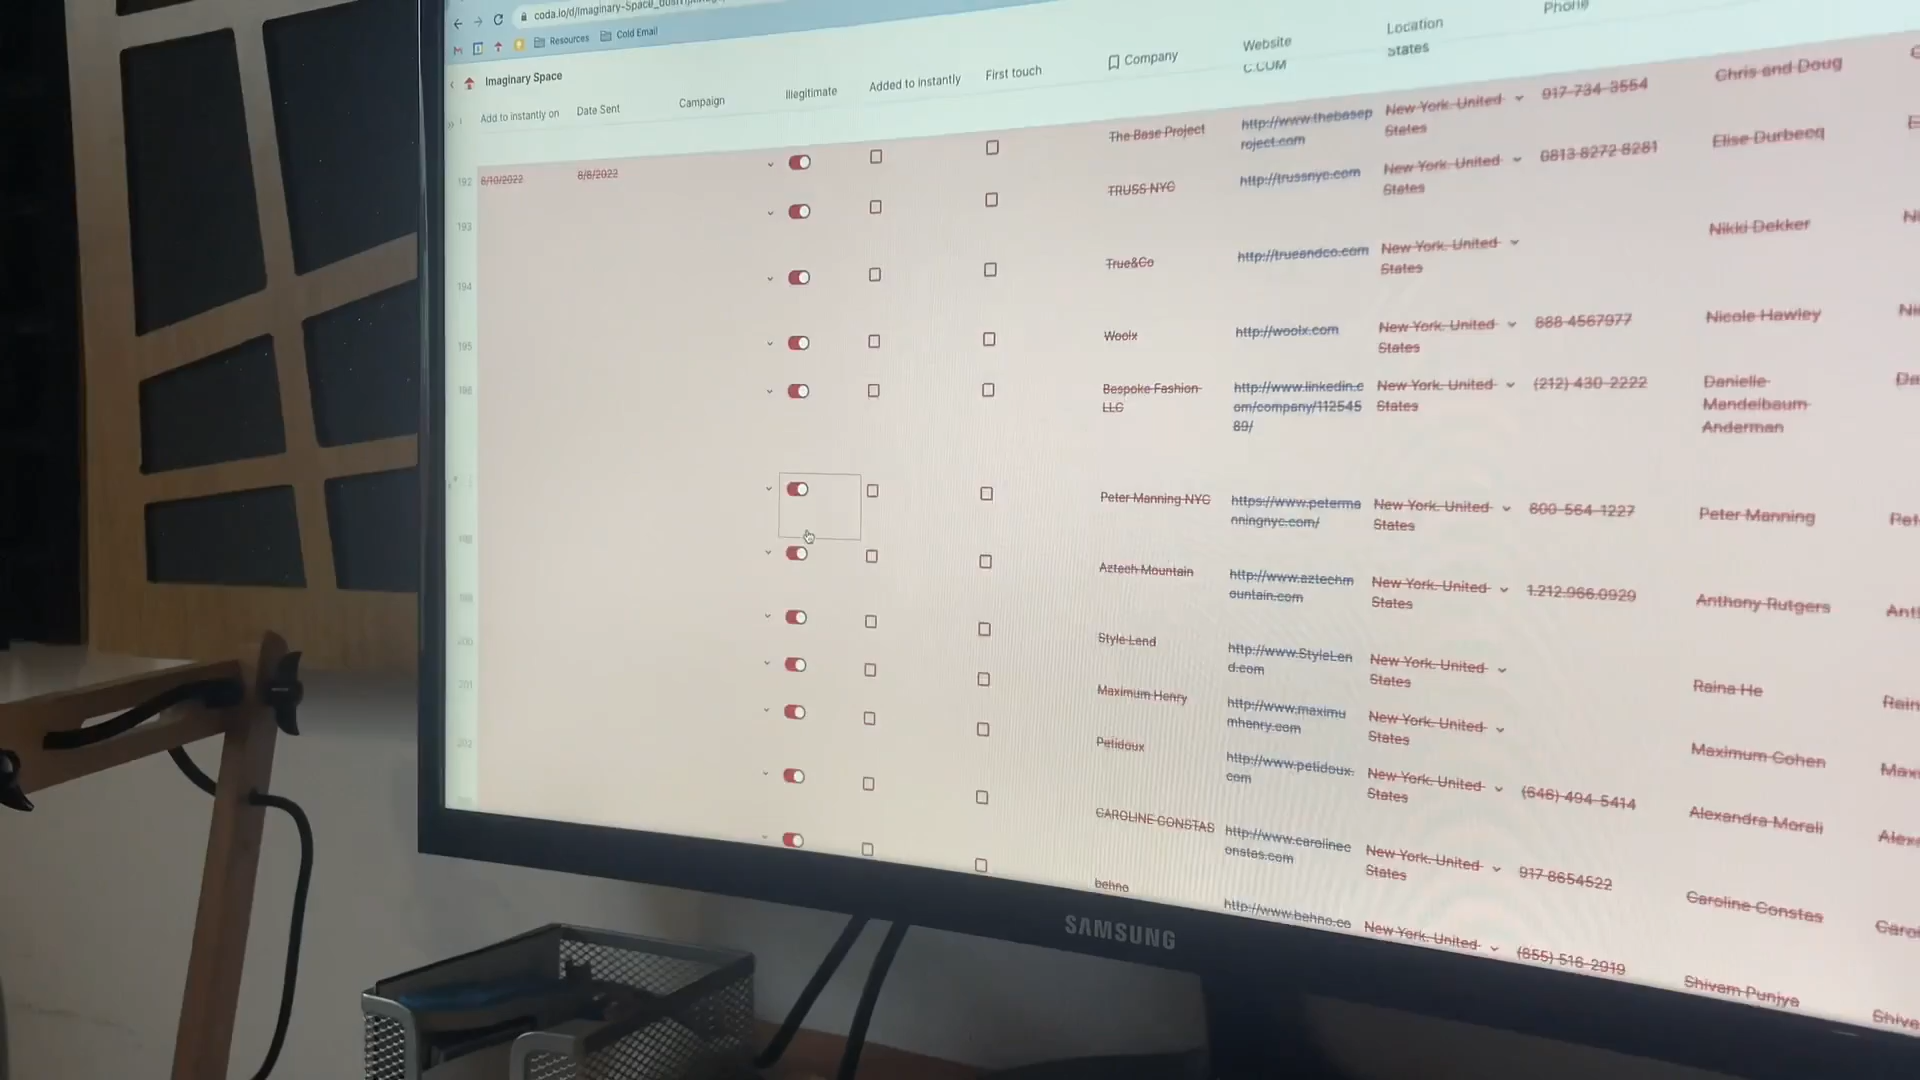 coda.io/d/Imaginary-Space_
Resources
Cold Email
Imaginary Space
Add to instantly on
Date Sent
Campaign
Illegitimate
Added to instantly
First touch
Company
Website
C.COM
Location
States
Phone
192
6/10/2022
8/8/2022
The Base Project
http://www.thebasep
roject.com
New York, United
States
917-734-3554
Chris and Doug
193
TRUSS NYC
http://trussnyc.com
New York, United
States
0813 8272 8281
Elise Durbecq
194
True&Co
http://trueandco.com
New York, United
States
Nikki Dekker
195
Woolx
http://woolx.com
New York, United
States
888-4567977
Nicole Hawley
Bespoke Fashion
LLC
http://www.linkedin.c
om/company/112545
89/
New York, United
States
(212) 430-2222
Danielle
Mandelbaum
Anderman
Peter Manning NYC
https://www.peterma
nningnyc.com/
New York, United
States
800-564-1227
Peter Manning
Aztech Mountain
http://www.aztechm
ountain.com
New York, United
States
1.212.966.0929
Anthony Rutgers
Style Lend
http://www.StyleLen
d.com
New York, United
States
Raina He
200
Maximum Henry
http://www.maximu
mhenry.com
New York, United
States
Maximum Cohen
201
Petidoux
http://www.petidoux.
com
New York, United
States
(646) 494-5414
Alexandra Morali
202
CAROLINE CONSTAS
http://www.carolinec
onstas.com
New York, United
States
917 8654522
Caroline Constas
behno
http://www.behno.co
New York, United
(855) 516-2919
Shivam Punjya
SAMSUNG